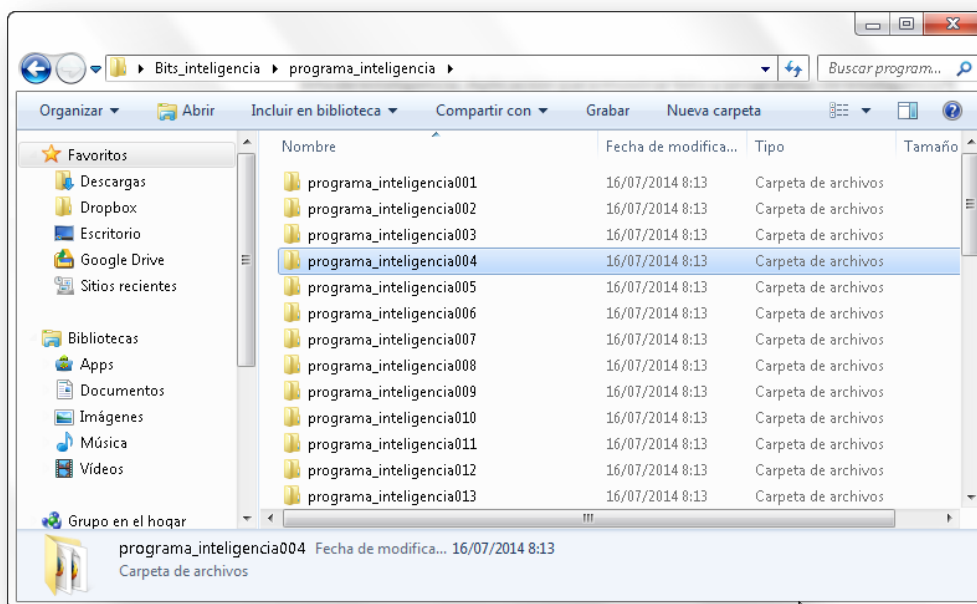 Bits_inteligencia programa_inteligencia Buscar program...
Organizar Abrir Incluir en biblioteca Compartir con Grabar Nueva carpeta
Favoritos
Descargas
Dropbox
Escritorio
Google Drive
Sitios recientes
Bibliotecas
Apps
Documentos
Imágenes
Música
Vídeos
Grupo en el hogar
Nombre Fecha de modifica... Tipo Tamaño
programa_inteligencia001 16/07/2014 8:13 Carpeta de archivos
programa_inteligencia002 16/07/2014 8:13 Carpeta de archivos
programa_inteligencia003 16/07/2014 8:13 Carpeta de archivos
programa_inteligencia004 16/07/2014 8:13 Carpeta de archivos
programa_inteligencia005 16/07/2014 8:13 Carpeta de archivos
programa_inteligencia006 16/07/2014 8:13 Carpeta de archivos
programa_inteligencia007 16/07/2014 8:13 Carpeta de archivos
programa_inteligencia008 16/07/2014 8:13 Carpeta de archivos
programa_inteligencia009 16/07/2014 8:13 Carpeta de archivos
programa_inteligencia010 16/07/2014 8:13 Carpeta de archivos
programa_inteligencia011 16/07/2014 8:13 Carpeta de archivos
programa_inteligencia012 16/07/2014 8:13 Carpeta de archivos
programa_inteligencia013 16/07/2014 8:13 Carpeta de archivos
programa_inteligencia004 Fecha de modifica... 16/07/2014 8:13
Carpeta de archivos